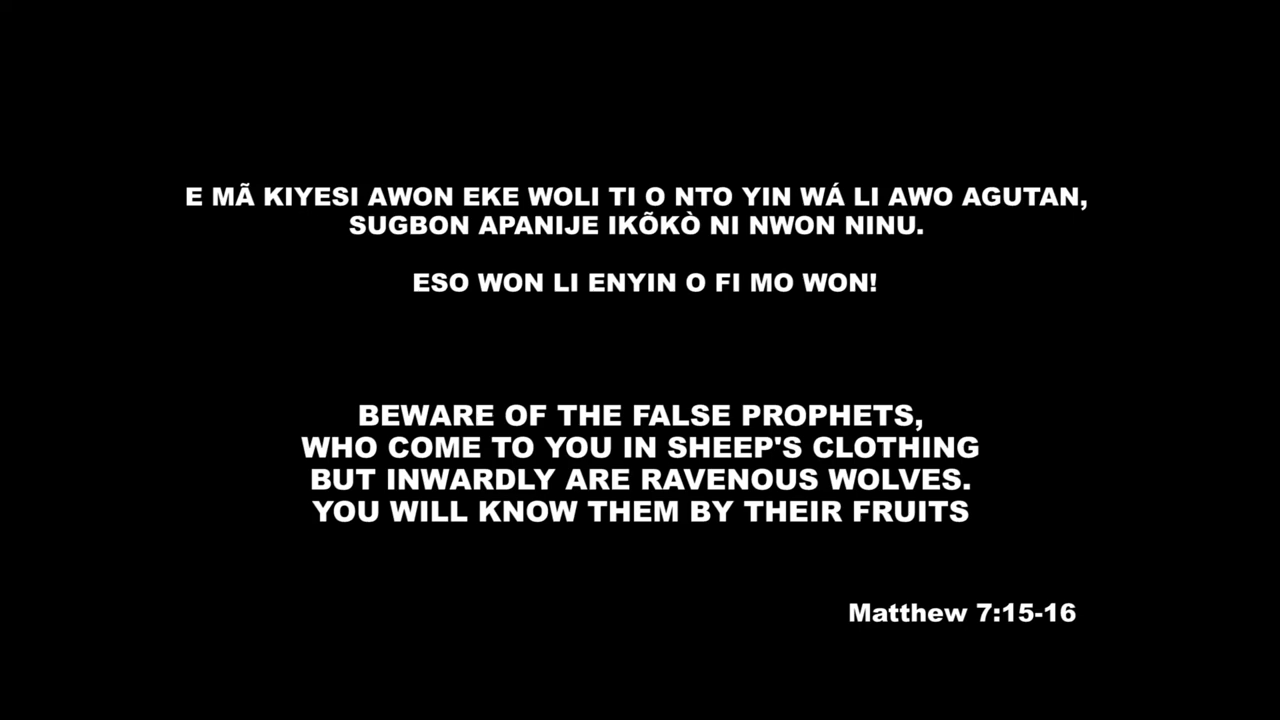 E MÃ KIYESI AWON EKE WOLI TI O NTO YIN WÁ LI AWO AGUTAN,
SUGBON APANIJE IKÕKÒ NI NWON NINU.
ESO WON LI ENYIN O FI MO WON!
BEWARE OF THE FALSE PROPHETS,
WHO COME TO YOU IN SHEEP'S CLOTHING
BUT INWARDLY ARE RAVENOUS WOLVES.
YOU WILL KNOW THEM BY THEIR FRUITS
Matthew 7:15-16